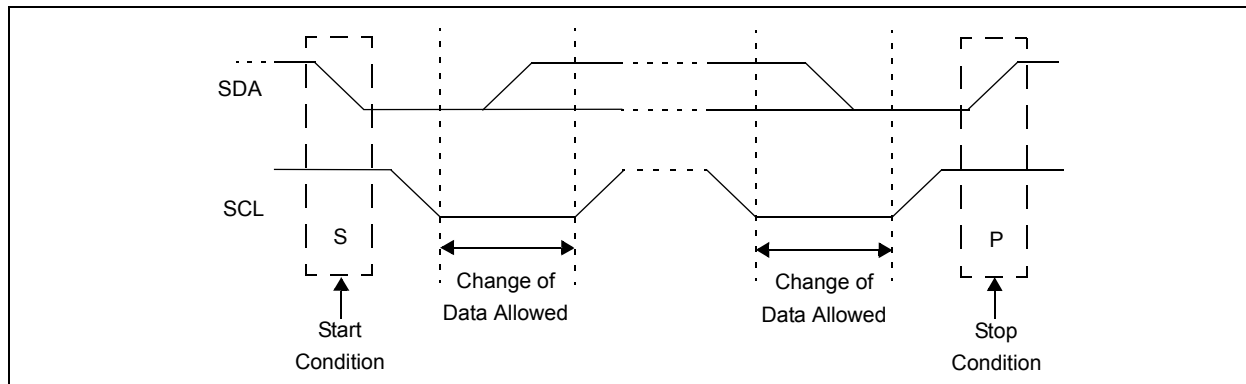 SDA
SCL
S
P
Change of
Data Allowed
Change of
Data Allowed
Start
Condition
Stop
Condition